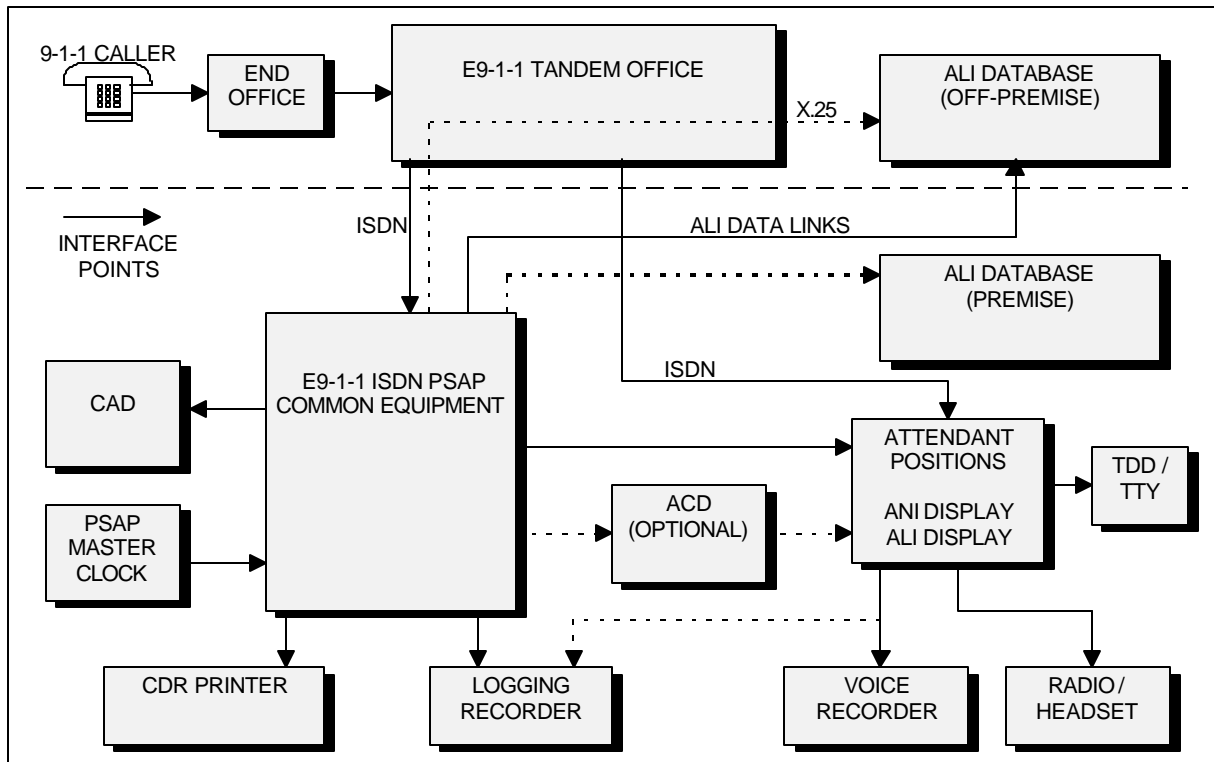 9-1-1 CALLER
END
OFFICE
E9-1-1 TANDEM OFFICE
ALI DATABASE
(OFF-PREMISE)
X.25
INTERFACE
POINTS
ISDN
ALI DATA LINKS
ALI DATABASE
(PREMISE)
ISDN
CAD
E9-1-1 ISDN PSAP
COMMON EQUIPMENT
ATTENDANT
POSITIONS
ANI DISPLAY
ALI DISPLAY
TDD /
TTY
PSAP
MASTER
CLOCK
ACD
(OPTIONAL)
CDR PRINTER
LOGGING
RECORDER
VOICE
RECORDER
RADIO /
HEADSET